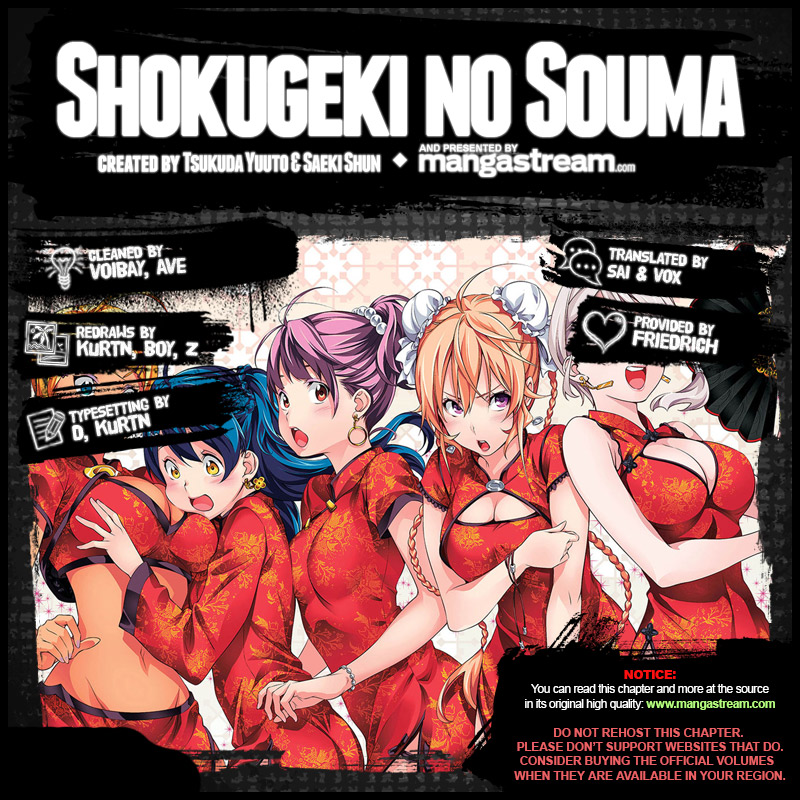 SHOKUGEKI NO SOUMA
CREATED BY TSUKUDA YUUTO & SAEKI SHUN ◆ AND PRESENTED BY mangastream.com
CLEANED BY
VOIBAY, AVE
TRANSLATED BY
SAI & VOX
REDRAWS BY
KURTN, BOY, Z
PROVIDED BY
FRIEDRICH
TYPESETTING BY
D, KURTN
NOTICE:
You can read this chapter and more at the source
in its original high quality: www.mangastream.com
DO NOT REHOST THIS CHAPTER.
PLEASE DON'T SUPPORT WEBSITES THAT DO.
CONSIDER BUYING THE OFFICIAL VOLUMES
WHEN THEY ARE AVAILABLE IN YOUR REGION.